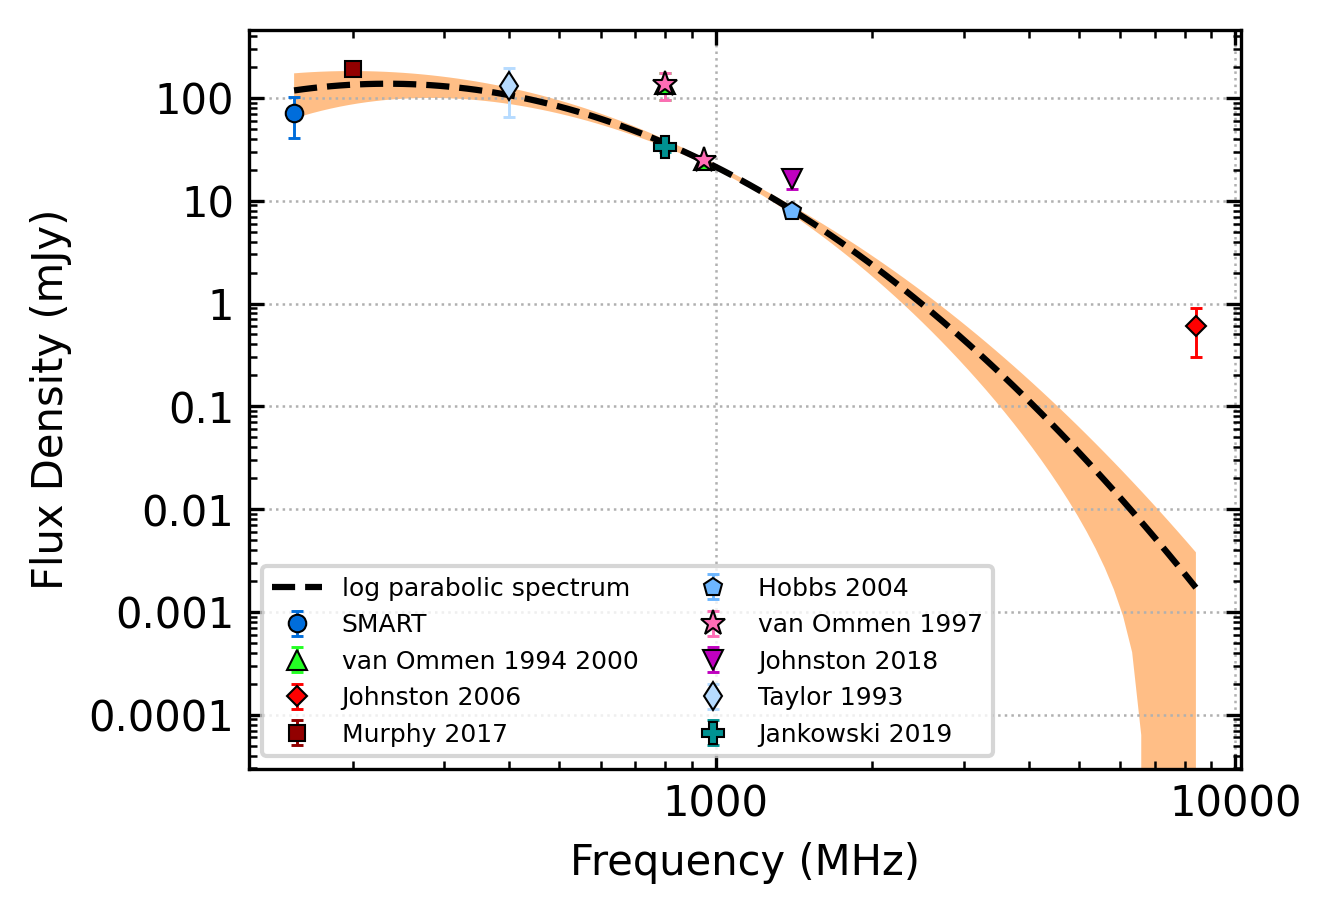 100
10
1
0.1
0.01
0.001
0.0001
Flux Density (mJy)
log parabolic spectrum
SMART
van Ommen 1994 2000
Johnston 2006
Murphy 2017
Hobbs 2004
van Ommen 1997
Johnston 2018
Taylor 1993
Jankowski 2019
1000
10000
Frequency (MHz)